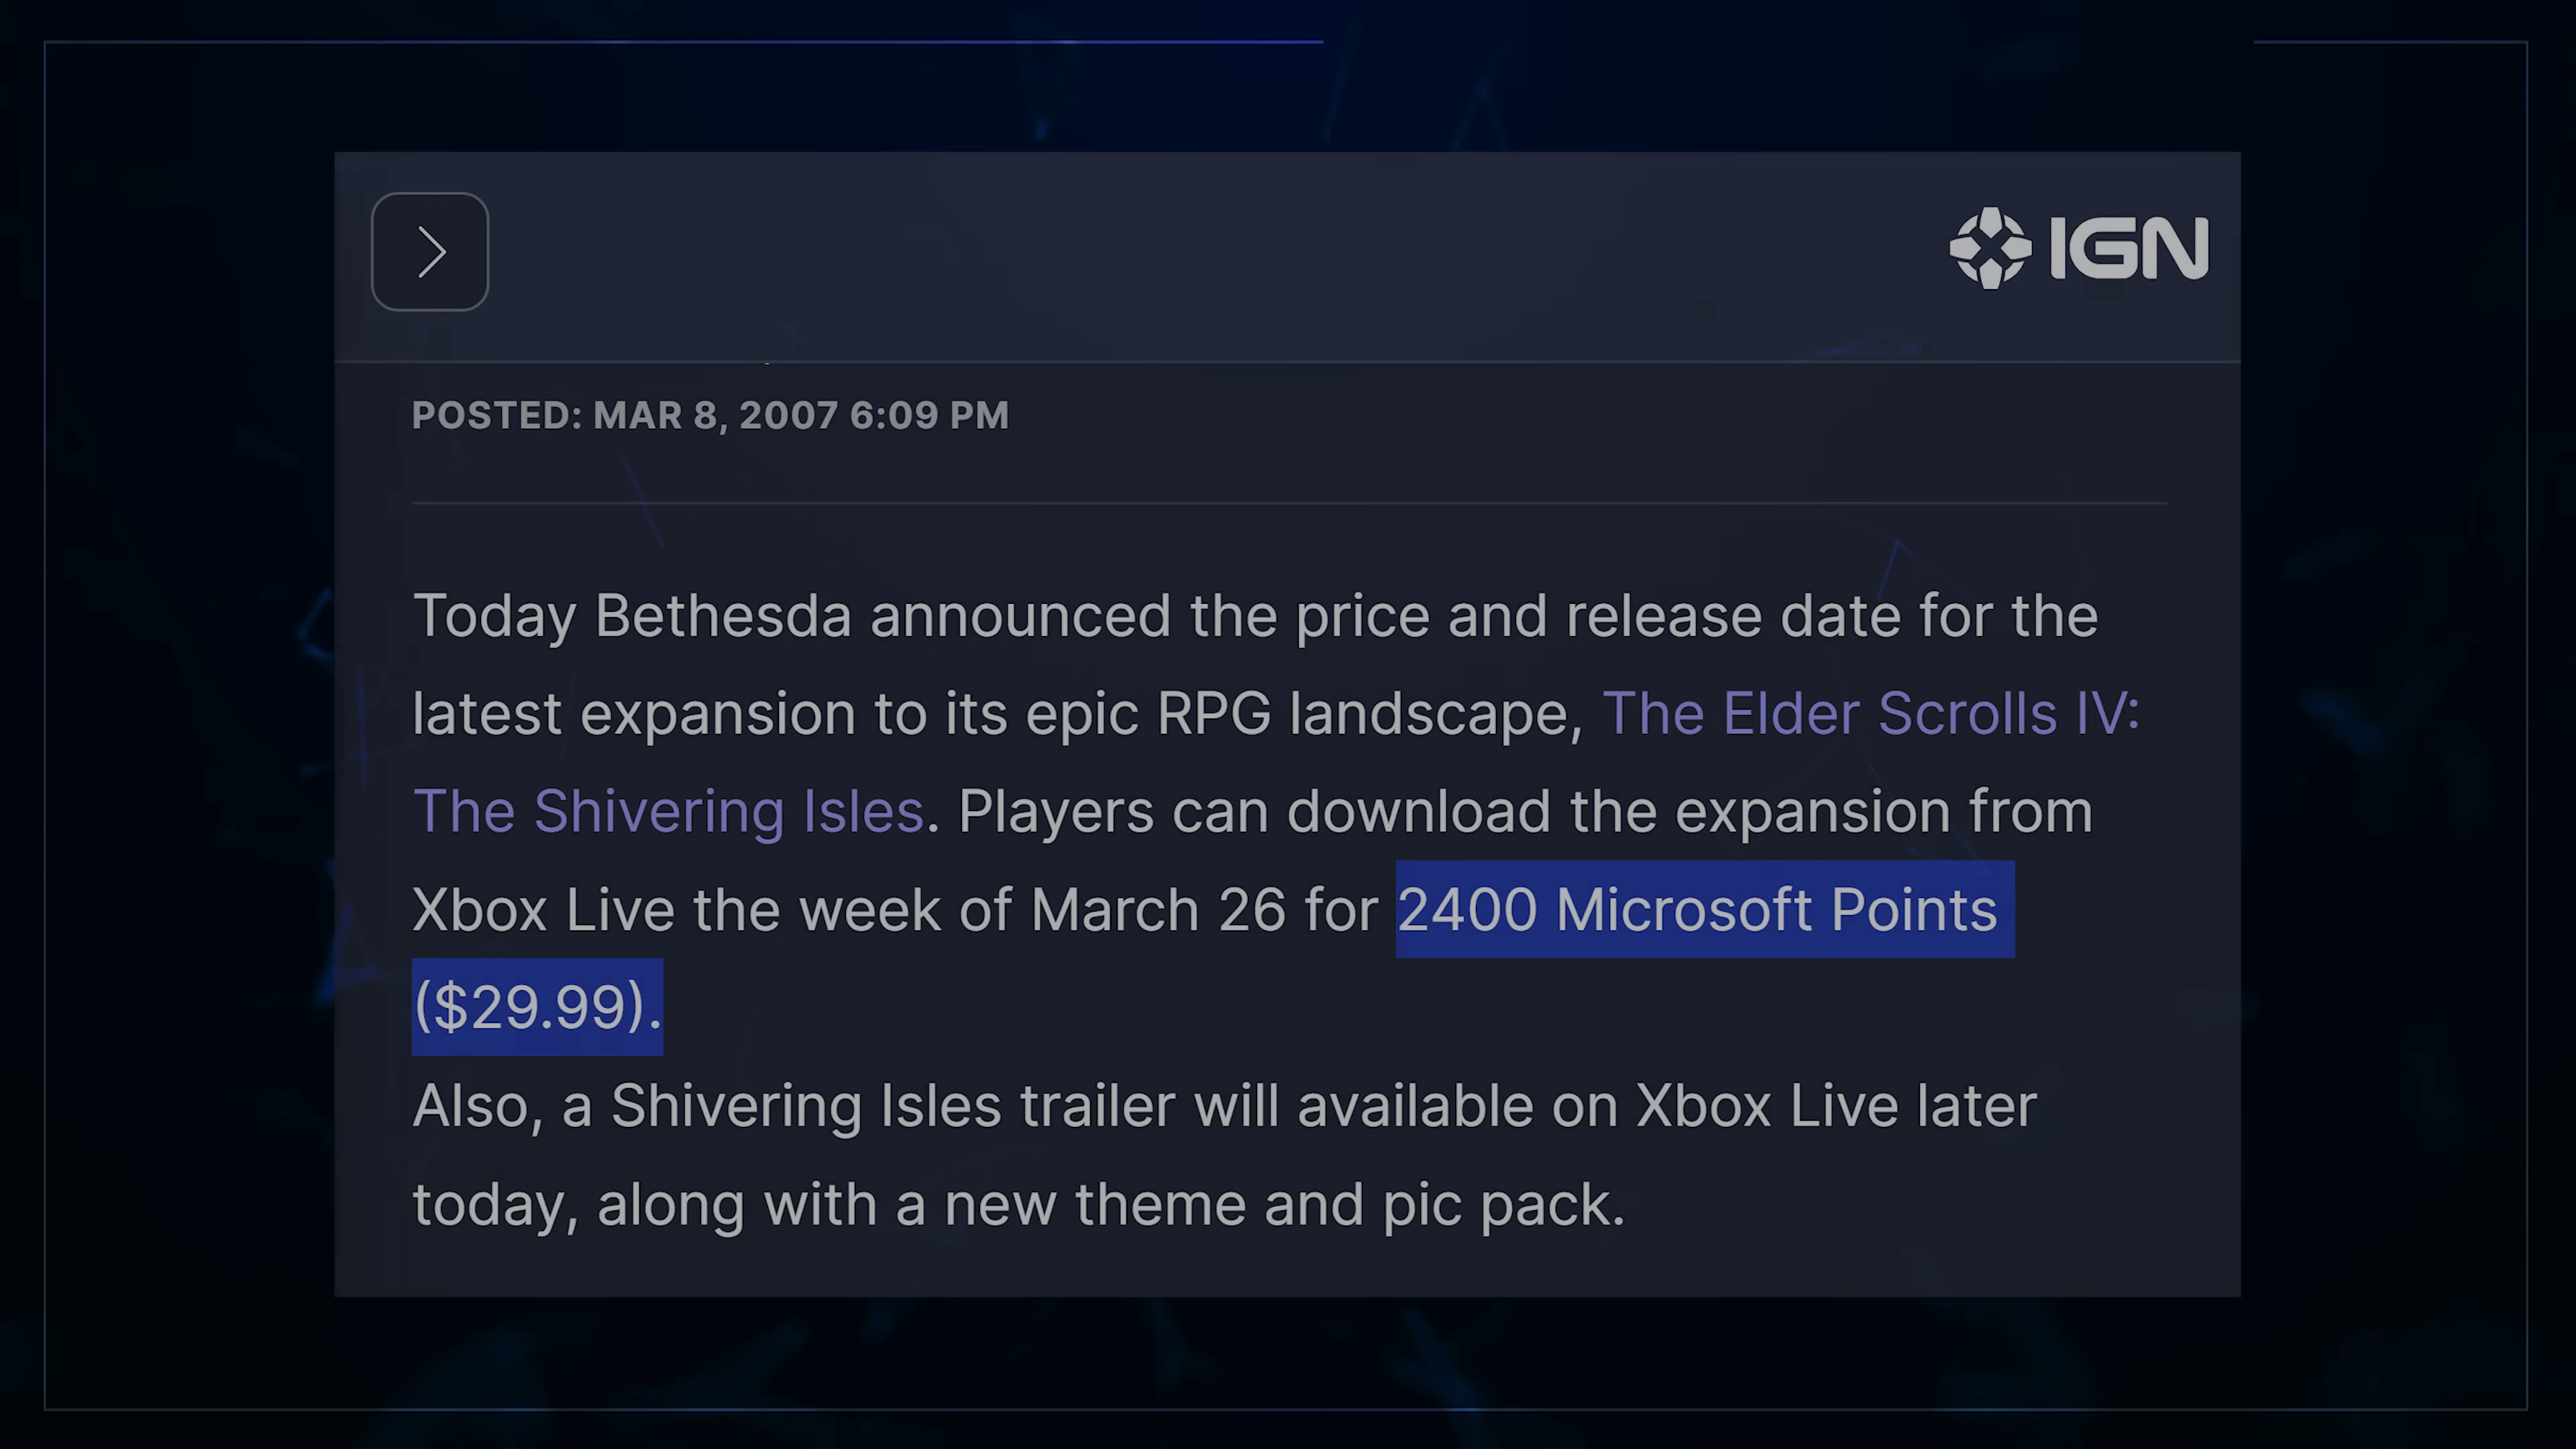 IGN
POSTED: MAR 8, 2007 6:09 PM
Today Bethesda announced the price and release date for the
latest expansion to its epic RPG landscape, The Elder Scrolls IV:
The Shivering Isles. Players can download the expansion from
Xbox Live the week of March 26 for 2400 Microsoft Points
($29.99).
Also, a Shivering Isles trailer will available on Xbox Live later
today, along with a new theme and pic pack.